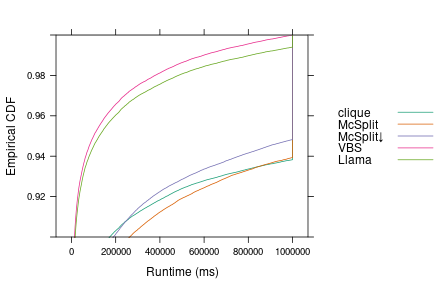 0.98
0.96
0.94
0.92
Empirical CDF
0
200000
400000
600000
800000
1000000
Runtime (ms)
clique
McSplit
McSplit↓
VBS
Llama